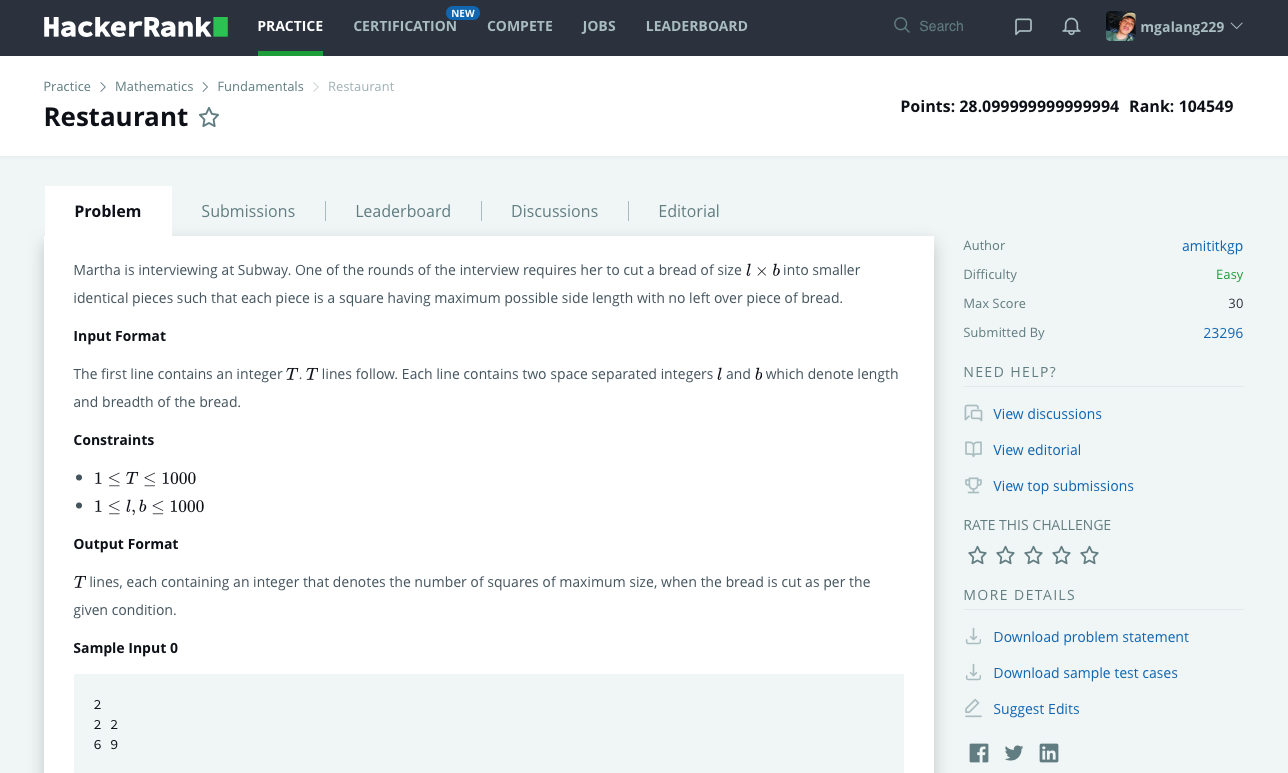 HackerRank PRACTICE CERTIFICATION NEW COMPETE JOBS LEADERBOARD Search mgalang229
Practice > Mathematics > Fundamentals > Restaurant
Restaurant
Points: 28.099999999999994 Rank: 104549
Problem Submissions Leaderboard Discussions Editorial
Martha is interviewing at Subway. One of the rounds of the interview requires her to cut a bread of size l × b into smaller
identical pieces such that each piece is a square having maximum possible side length with no left over piece of bread.
Input Format
The first line contains an integer T. T lines follow. Each line contains two space separated integers l and b which denote length
and breadth of the bread.
Constraints
• 1 ≤ T ≤ 1000
• 1 ≤ l, b ≤ 1000
Output Format
T lines, each containing an integer that denotes the number of squares of maximum size, when the bread is cut as per the
given condition.
Sample Input 0
2
2 2
6 9
Author amititkgp
Difficulty Easy
Max Score 30
Submitted By 23296
NEED HELP?
View discussions
View editorial
View top submissions
RATE THIS CHALLENGE
MORE DETAILS
Download problem statement
Download sample test cases
Suggest Edits